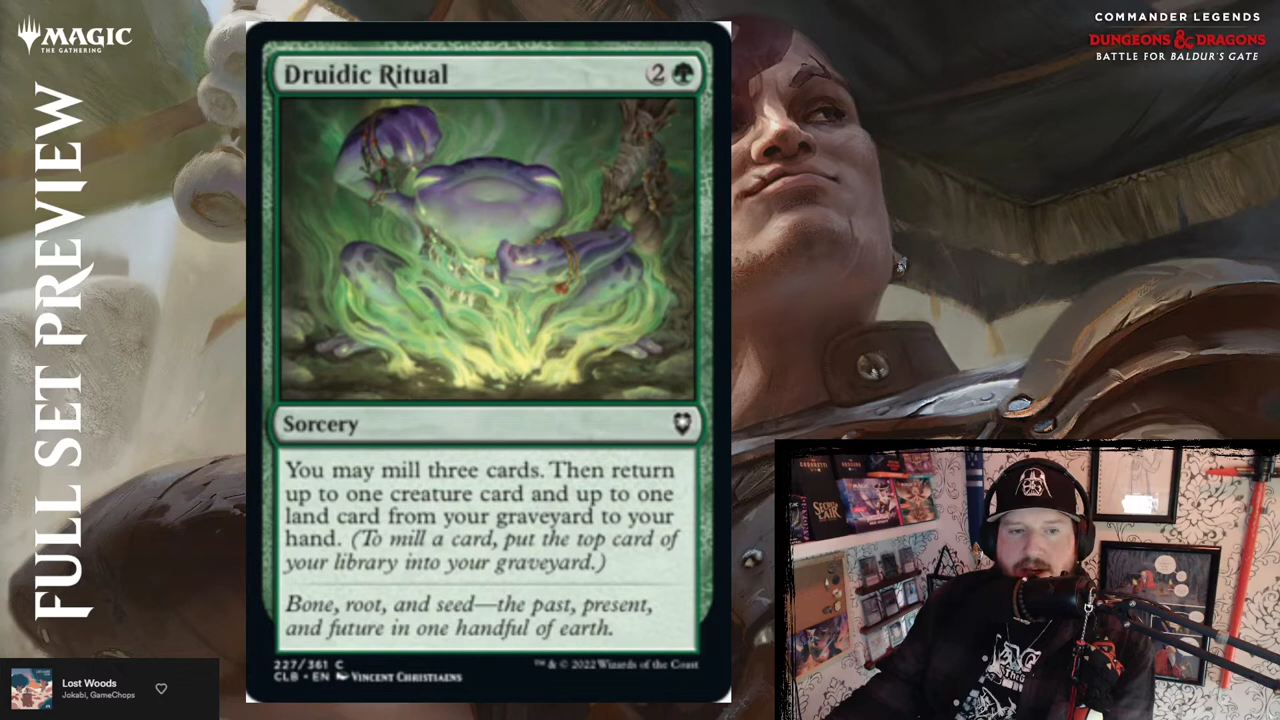 MAGIC
THE GATHERING
FULL SET PREVIEW
COMMANDER LEGENDS
DUNGEONS & DRAGONS
BATTLE FOR BALDUR'S GATE
Druidic Ritual
2
Sorcery
You may mill three cards. Then return
up to one creature card and up to one
land card from your graveyard to your
hand. (To mill a card, put the top card of
your library into your graveyard.)
Bone, root, and seed—the past, present,
and future in one handful of earth.
227/361 C
CLB • EN VINCENT CHRISTIAENS
™ & © 2022 Wizards of the Coast
Lost Woods
Jokabi, GameChops
SECRET
LAIR